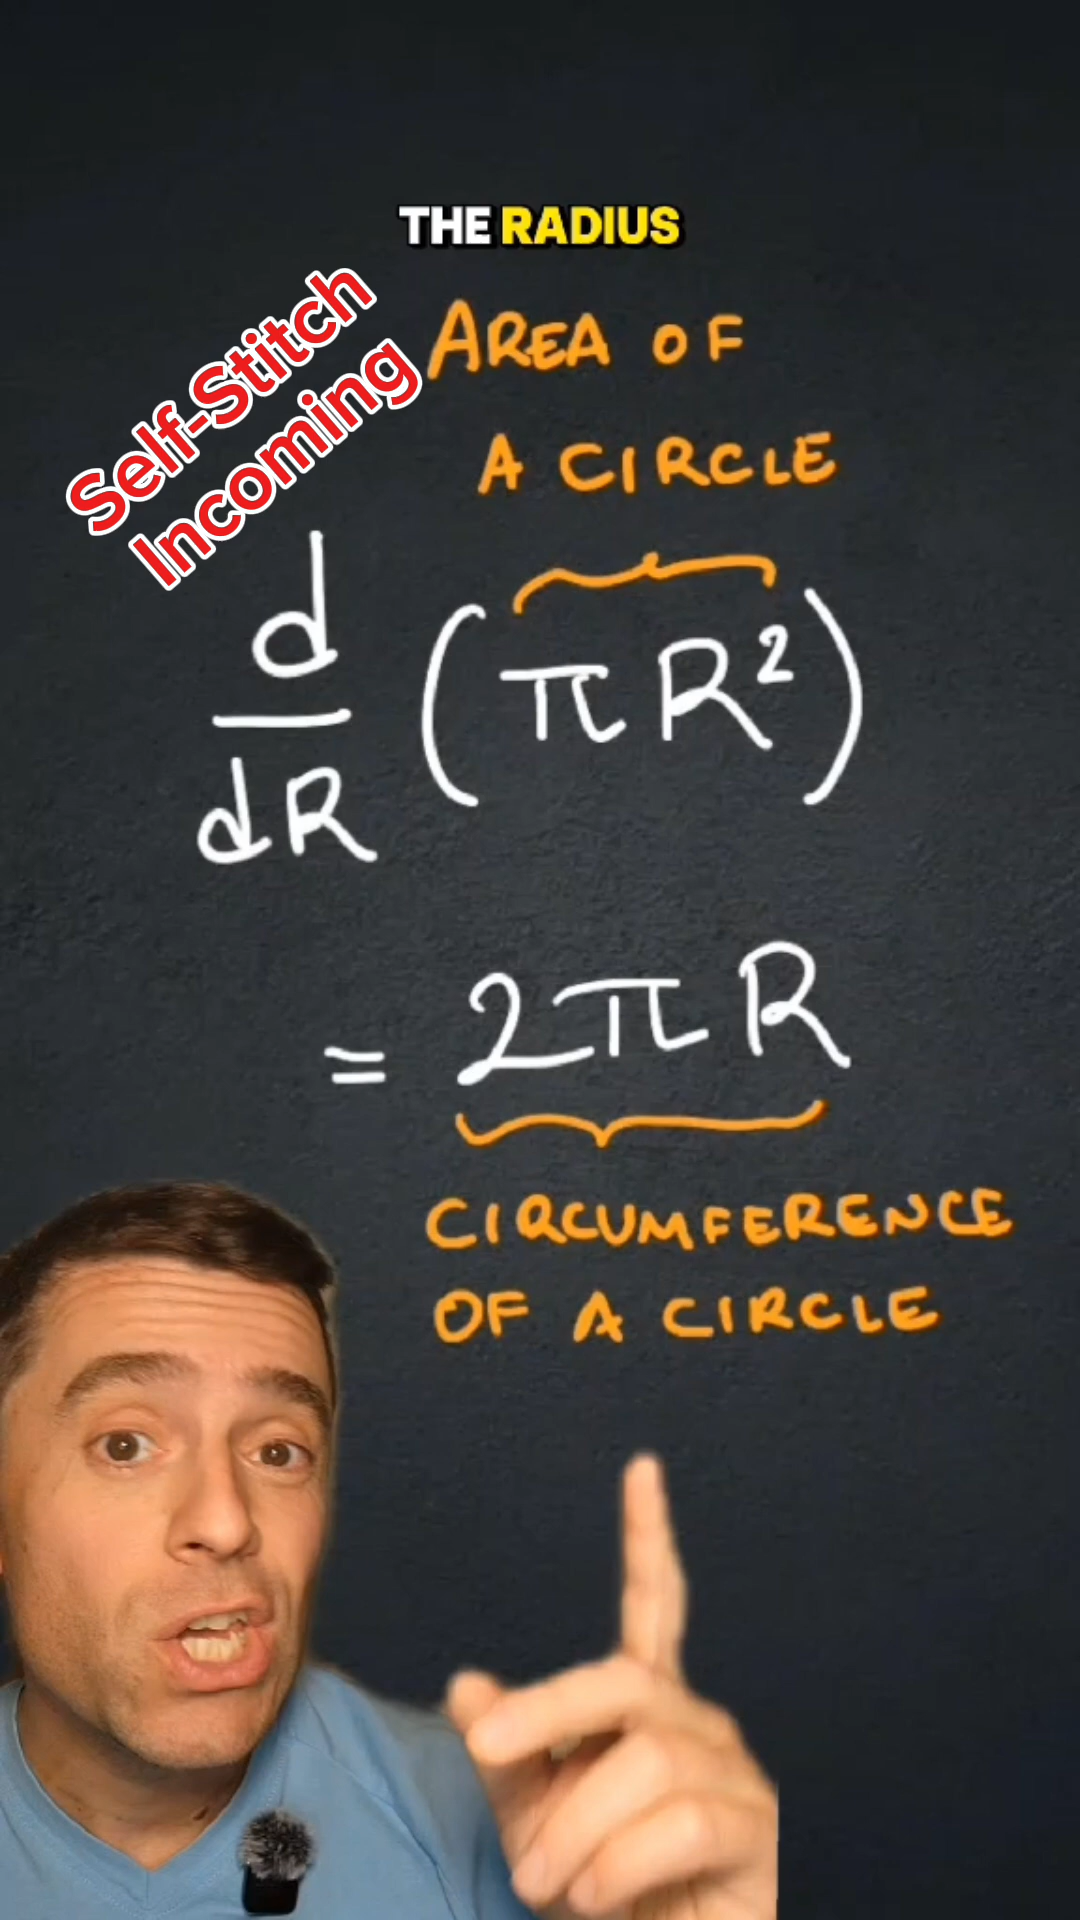 THE RADIUS
Self-Stitch
Incoming
AREA OF
A CIRCLE
d
dR
(πR²)
= 2πR
CIRCUMFERENCE
OF A CIRCLE